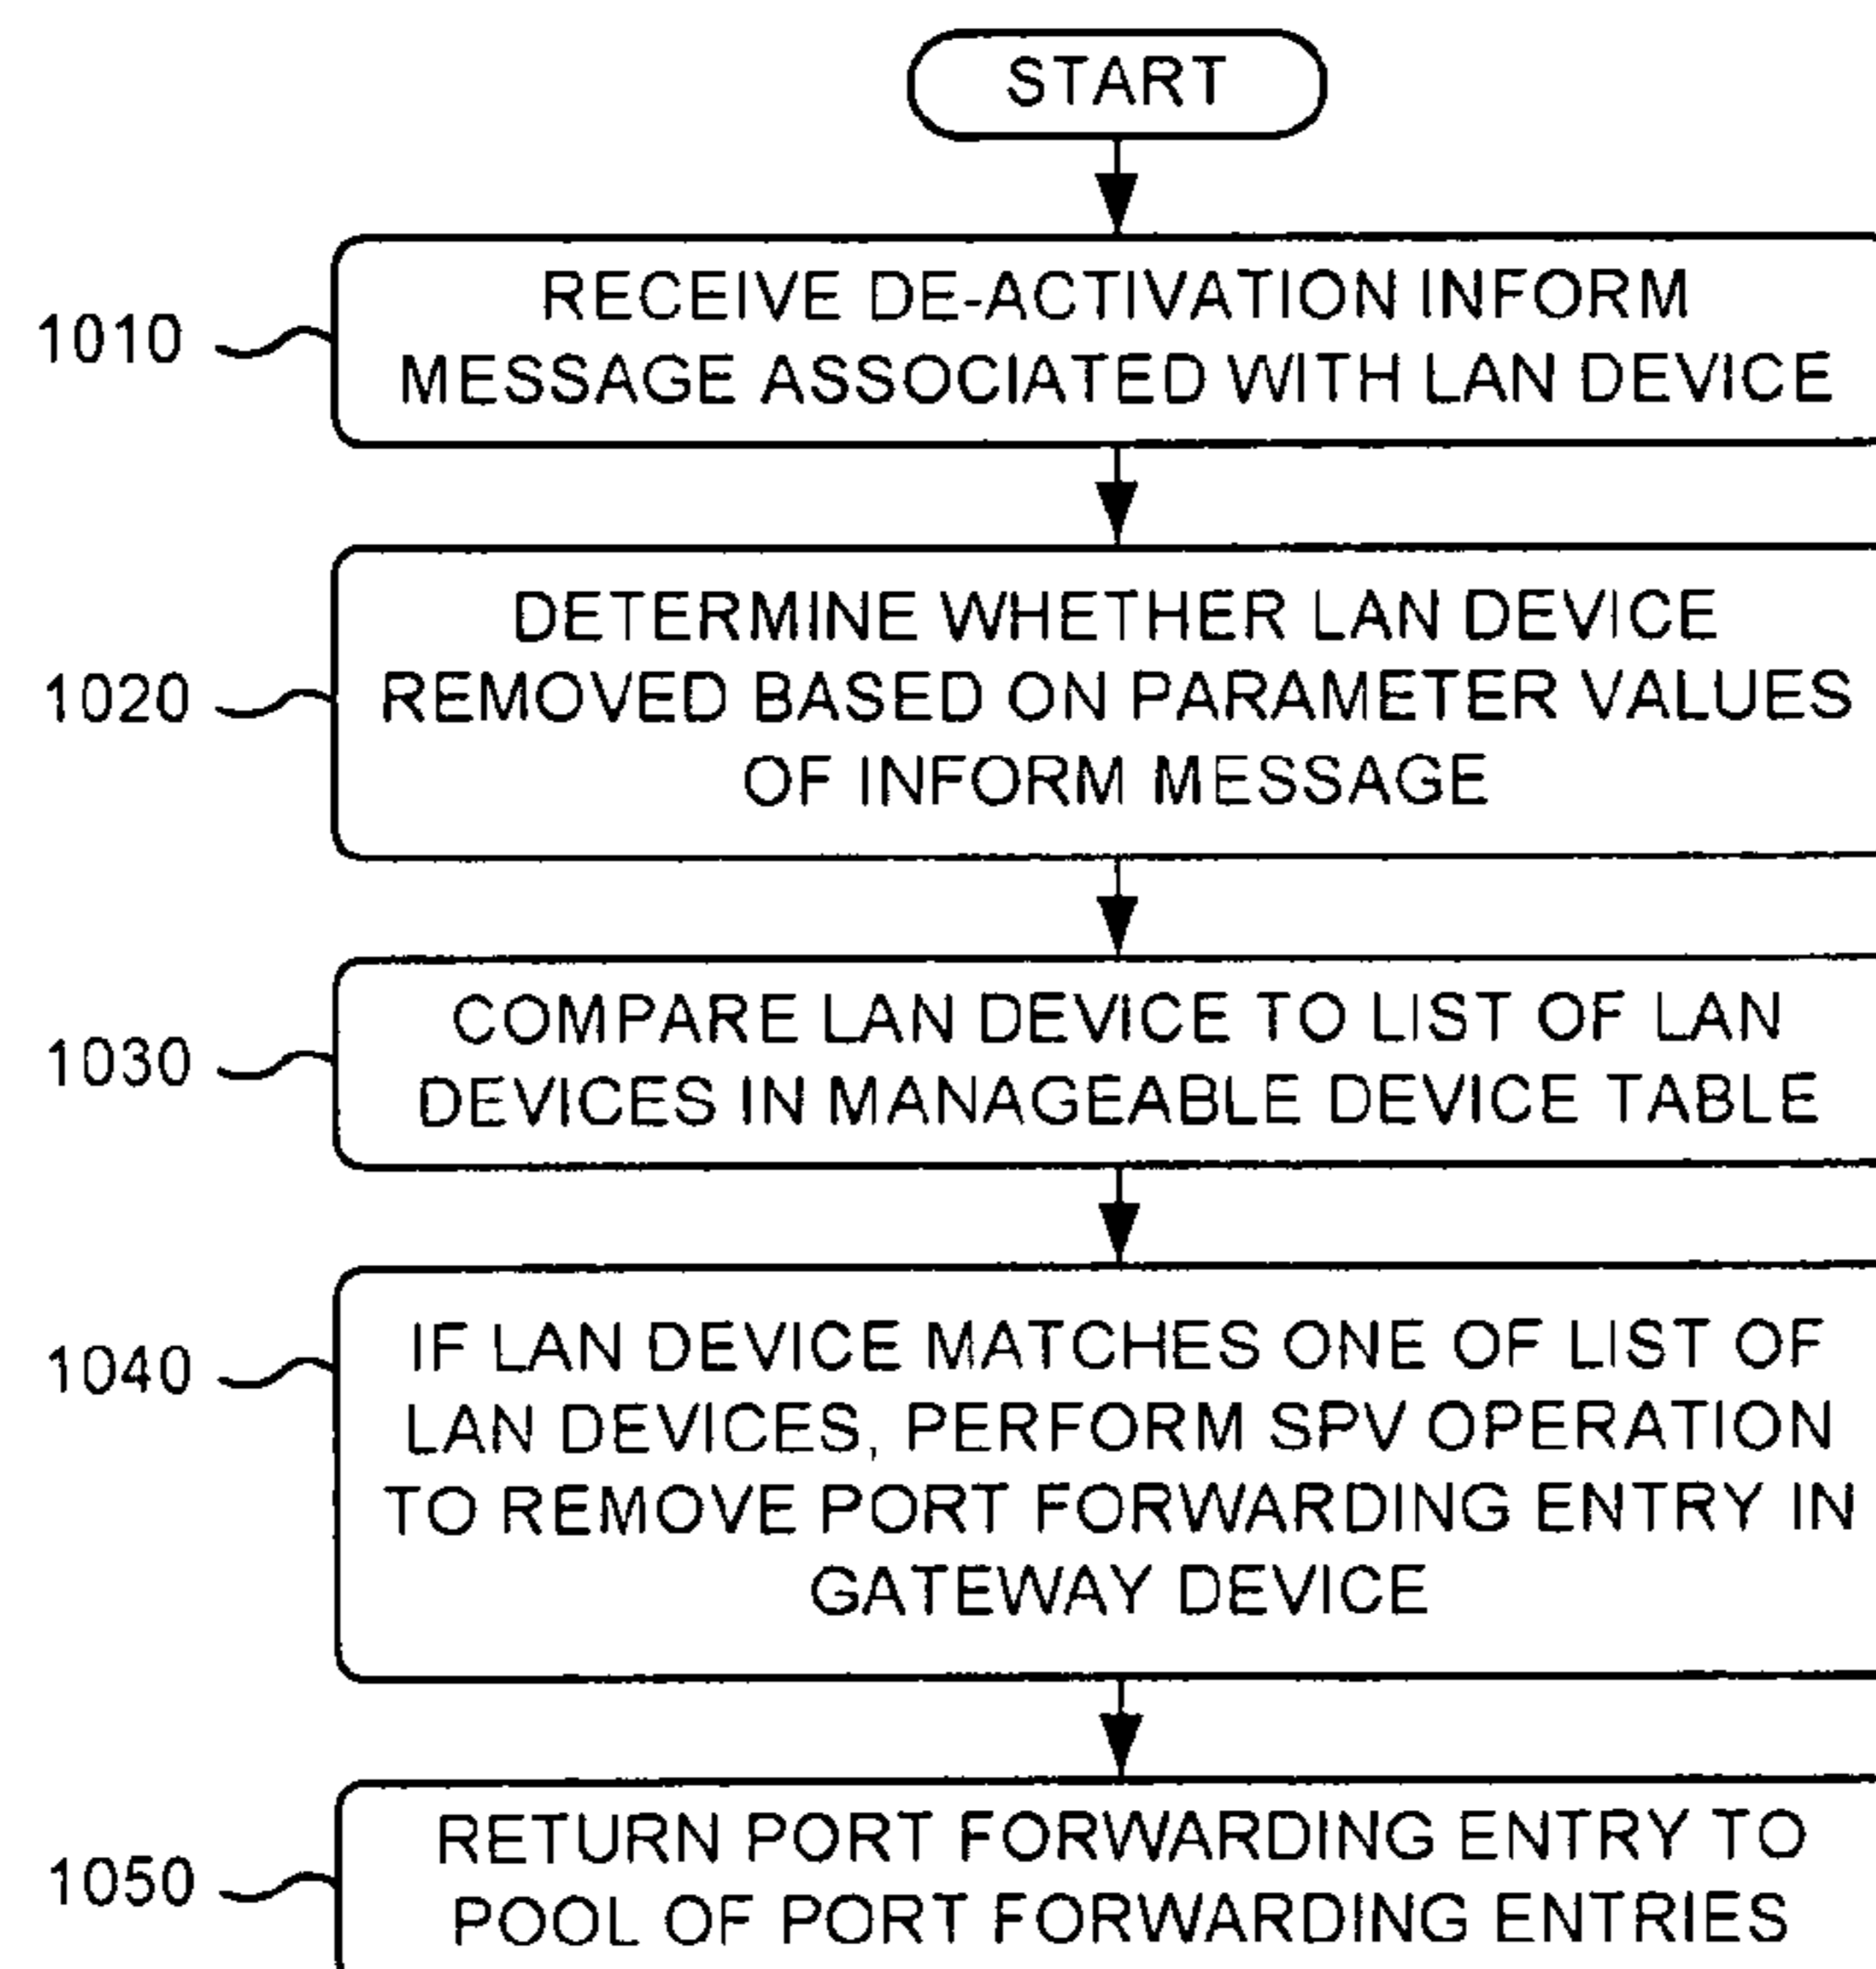 START
1010
RECEIVE DE-ACTIVATION INFORM
MESSAGE ASSOCIATED WITH LAN DEVICE
1020
DETERMINE WHETHER LAN DEVICE
REMOVED BASED ON PARAMETER VALUES
OF INFORM MESSAGE
1030
COMPARE LAN DEVICE TO LIST OF LAN
DEVICES IN MANAGEABLE DEVICE TABLE
1040
IF LAN DEVICE MATCHES ONE OF LIST OF
LAN DEVICES, PERFORM SPV OPERATION
TO REMOVE PORT FORWARDING ENTRY IN
GATEWAY DEVICE
1050
RETURN PORT FORWARDING ENTRY TO
POOL OF PORT FORWARDING ENTRIES